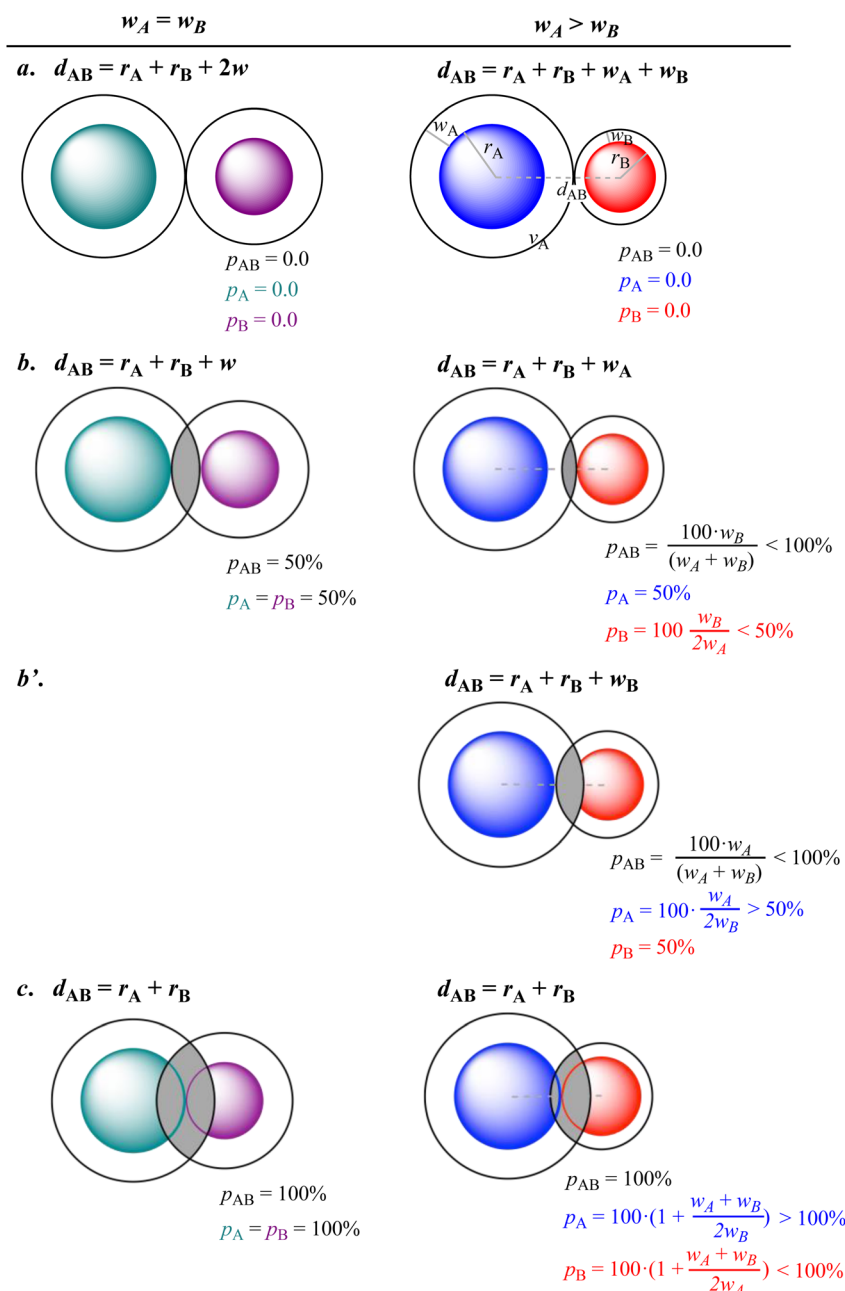 w_A = w_B
w_A > w_B
a. d_AB = r_A + r_B + 2w
d_AB = r_A + r_B + w_A + w_B
w_A
r_A
w_B
r_B
d_AB
v_A
p_AB = 0.0
p_A = 0.0
p_B = 0.0
p_AB = 0.0
p_A = 0.0
p_B = 0.0
b. d_AB = r_A + r_B + w
d_AB = r_A + r_B + w_A
p_AB = 50%
p_A = p_B = 50%
p_AB = 100·w_B / (w_A + w_B) < 100%
p_A = 50%
p_B = 100 w_B / 2w_A < 50%
b’.
d_AB = r_A + r_B + w_B
p_AB = 100·w_A / (w_A + w_B) < 100%
p_A = 100· w_A / 2w_B > 50%
p_B = 50%
c. d_AB = r_A + r_B
d_AB = r_A + r_B
p_AB = 100%
p_A = p_B = 100%
p_AB = 100%
p_A = 100·(1 + w_A + w_B / 2w_B) > 100%
p_B = 100·(1 + w_A + w_B / 2w_A) < 100%